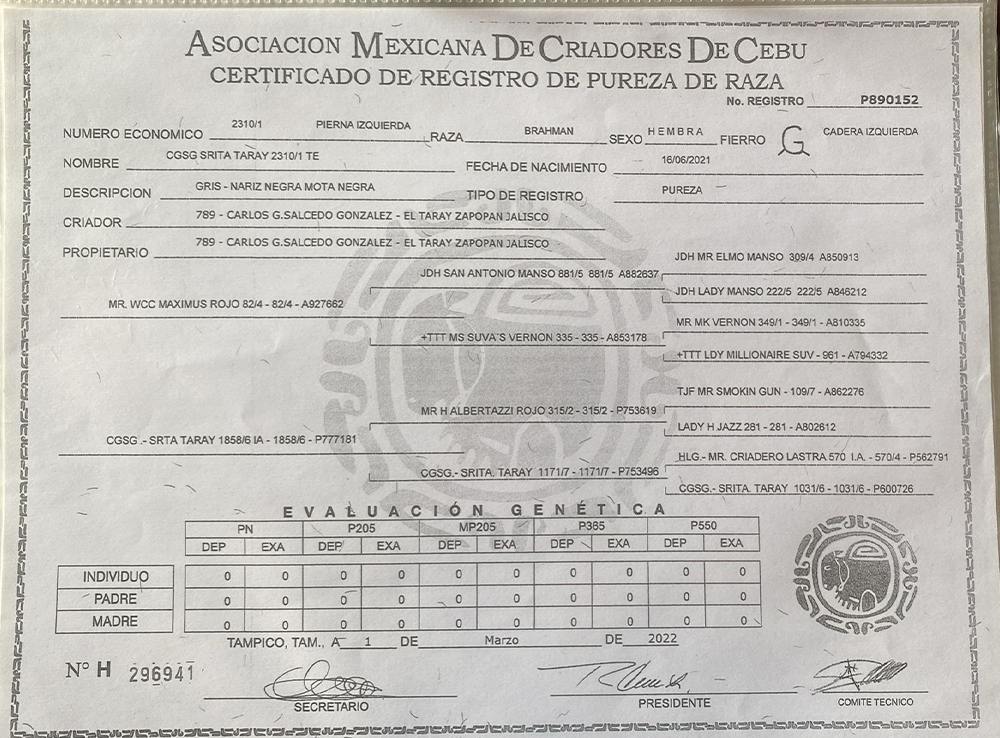 ASOCIACION MEXICANA DE CRIADORES DE CEBU
CERTIFICADO DE REGISTRO DE PUREZA DE RAZA
No. REGISTRO P890152
NUMERO ECONOMICO 2310/1 PIERNA IZQUIERDA RAZA BRAHMAN SEXO HEMBRA FIERRO G CADERA IZQUIERDA
NOMBRE CGSG SRITA TARAY 2310/1 TE FECHA DE NACIMIENTO 16/06/2021
DESCRIPCION GRIS - NARIZ NEGRA MOTA NEGRA TIPO DE REGISTRO PUREZA
CRIADOR 789 - CARLOS G.SALCEDO GONZALEZ - EL TARAY ZAPOPAN JALISCO
PROPIETARIO 789 - CARLOS G.SALCEDO GONZALEZ - EL TARAY ZAPOPAN JALISCO
JDH MR ELMO MANSO 309/4 A850913
JDH SAN ANTONIO MANSO 881/5 881/5 A882637
JDH LADY MANSO 222/5 222/5 A846212
MR. WCC MAXIMUS ROJO 82/4 - 82/4 - A927662
MR MK VERNON 349/1 - 349/1 - A810335
+TTT MS SUVA'S VERNON 335 - 335 - A853178
+TTT LDY MILLIONAIRE SUV - 961 - A794332
TJF MR SMOKIN GUN - 109/7 - A862276
MR H ALBERTAZZI ROJO 315/2 - 315/2 - P753619
LADY H JAZZ 281 - 281 - A802612
CGSG .- SRTA TARAY 1858/6 IA - 1858/6 - P777181
HLG.- MR. CRIADERO LASTRA 570 I.A. - 570/4 - P562791
CGSG.- SRITA. TARAY 1171/7 - 1171/7 - P753496
CGSG.- SRITA. TARAY 1031/6 - 1031/6 - P600726
EVALUACIÓN GENÉTICA
PN P205 MP205 P385 P550
DEP EXA DEP EXA DEP EXA DEP EXA DEP EXA
INDIVIDUO 0 0 0 0 0 0 0 0 0 0
PADRE 0 0 0 0 0 0 0 0 0 0
MADRE 0 0 0 0 0 0 0 0 0 0
TAMPICO, TAM., A 1 DE Marzo DE 2022
N° H 296941
SECRETARIO PRESIDENTE COMITE TECNICO